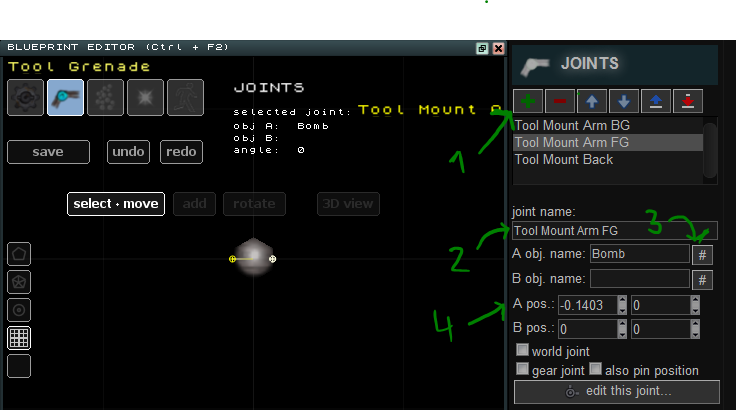 BLUEPRINT EDITOR (Ctrl + F2)
Tool Grenade
JOINTS
selected joint: Tool Mount A
obj A: Bomb
obj B:
angle: 0
save
undo
redo
select • move
add
rotate
3D view
JOINTS
1
Tool Mount Arm BG
Tool Mount Arm FG
Tool Mount Back
joint name:
2
Tool Mount Arm FG
3
A obj. name: Bomb #
B obj. name: #
4
A pos.: -0.1403 0
B pos.: 0 0
world joint
gear joint also pin position
edit this joint...